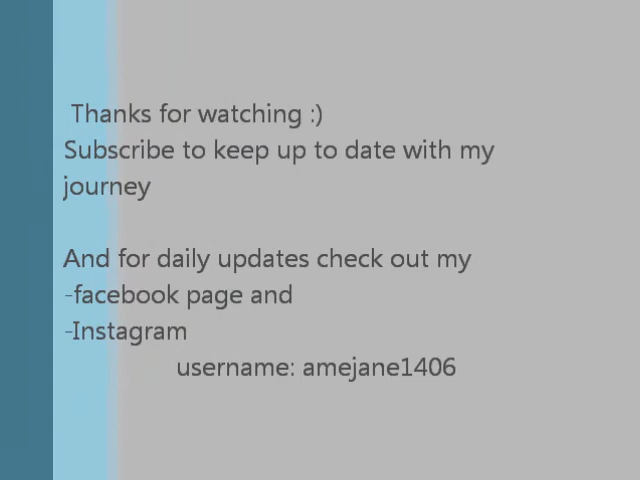 Thanks for watching :)
Subscribe to keep up to date with my
journey
And for daily updates check out my
-facebook page and
-Instagram
username: amejane1406